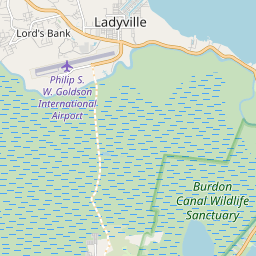 Ladyville
Lord's Bank
Philip S.
W. Goldson
International
Airport
Burdon
Canal Wildlife
Sanctuary